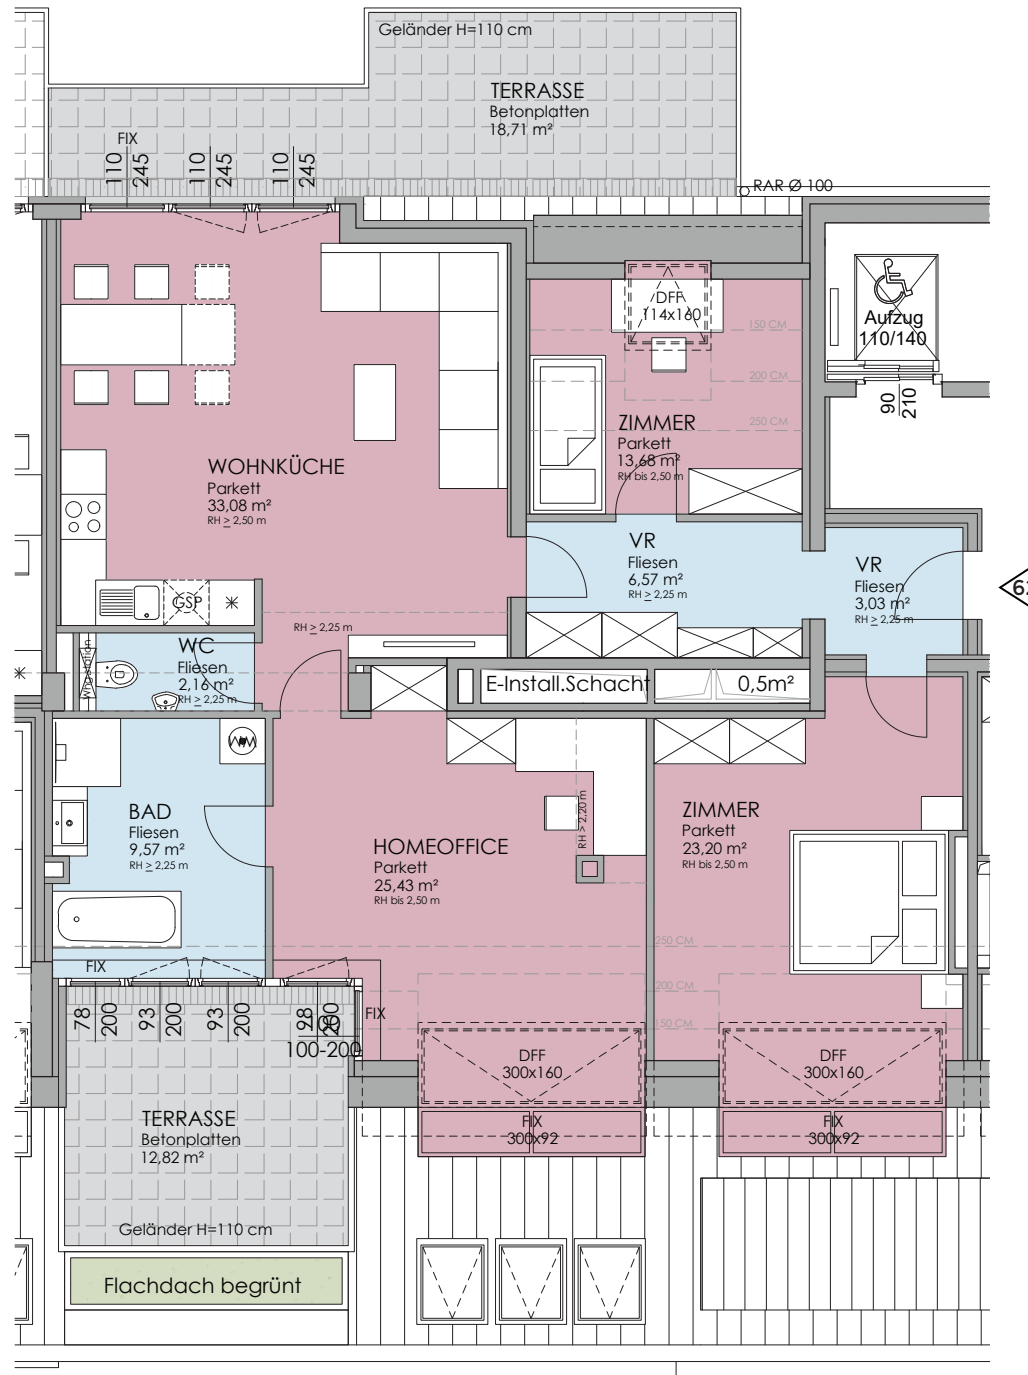 Geländer H=110 cm
TERRASSE
Betonplatten
18,71 m²
FIX
110
245
110
245
110
245
RAR Ø 100
DFF
114x160
150 CM
200 CM
250 CM
Aufzug
110/140
90
210
ZIMMER
Parkett
13,68 m²
RH bis 2,50 m
WOHNKÜCHE
Parkett
33,08 m²
RH ≥ 2,50 m
VR
Fliesen
6,57 m²
RH ≥ 2,25 m
VR
Fliesen
3,03 m²
RH ≥ 2,25 m
GSP
RH ≥ 2,25 m
WC
Fliesen
2,16 m²
RH ≥ 2,25 m
E-Install.Schacht
0,5m²
WM
BAD
Fliesen
9,57 m²
RH ≥ 2,25 m
HOMEOFFICE
Parkett
25,43 m²
RH bis 2,50 m
RH > 2,20 m
ZIMMER
Parkett
23,20 m²
RH bis 2,50 m
250 CM
200 CM
150 CM
FIX
78
200
93
200
93
200
98
200
100-200
FIX
DFF
300x160
FIX
300x92
DFF
300x160
FIX
300x92
TERRASSE
Betonplatten
12,82 m²
Geländer H=110 cm
Flachdach begrünt